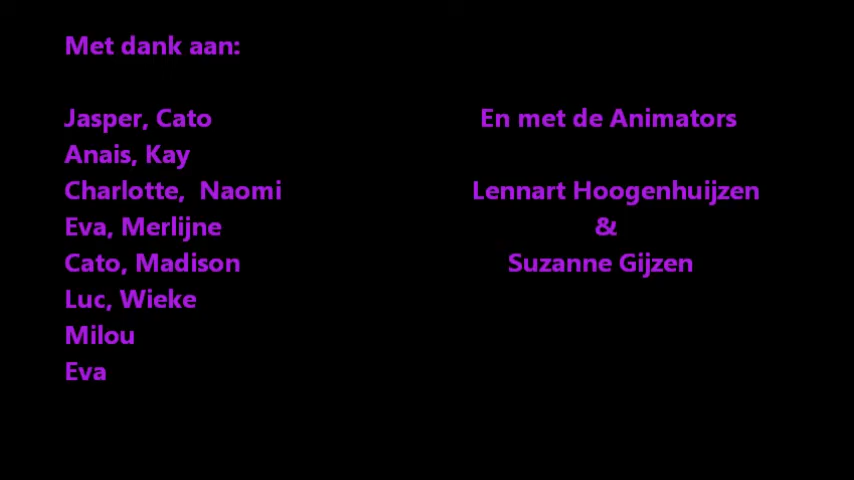 Met dank aan:
Jasper, Cato
Anais, Kay
Charlotte,  Naomi
Eva, Merlijne
Cato, Madison
Luc, Wieke
Milou
Eva
En met de Animators
Lennart Hoogenhuijzen
&
Suzanne Gijzen